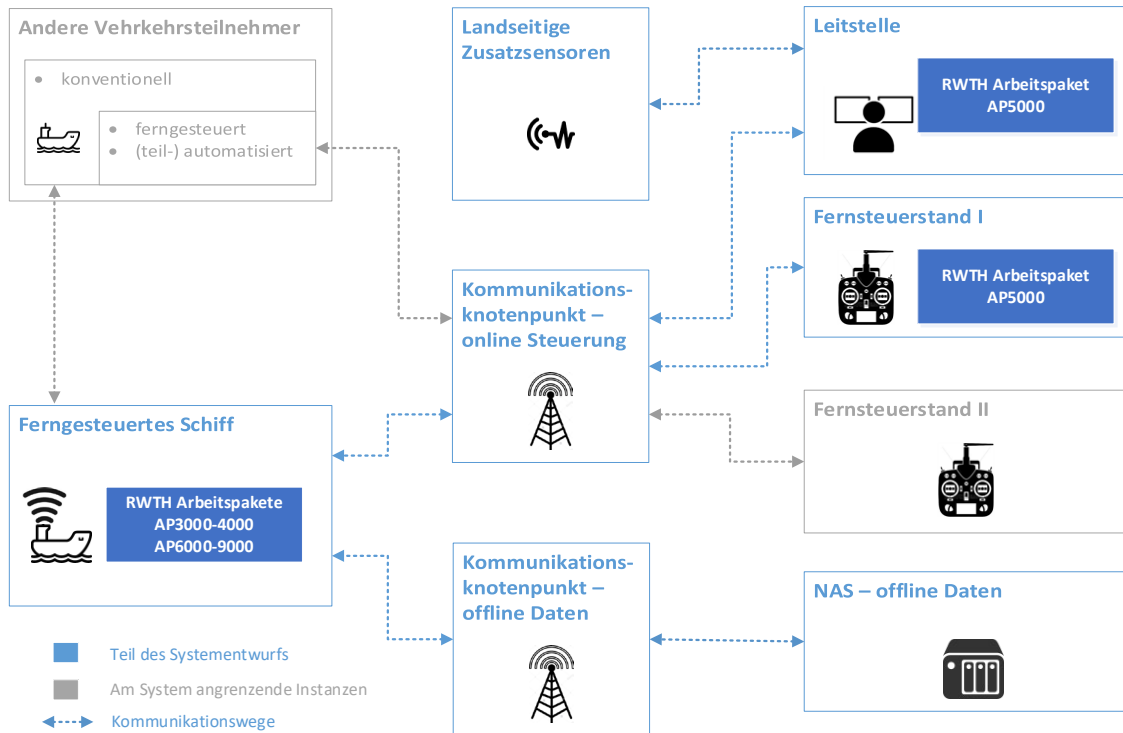 Andere Vehrkehrsteilnehmer
• konventionell
• ferngesteuert
• (teil-) automatisiert
Landseitige
Zusatzsensoren
Leitstelle
RWTH Arbeitspaket
AP5000
Fernsteuerstand I
RWTH Arbeitspaket
AP5000
Kommunikations-
knotenpunkt –
online Steuerung
Fernsteuerstand II
Ferngesteuertes Schiff
RWTH Arbeitspakete
AP3000-4000
AP6000-9000
Kommunikations-
knotenpunkt –
offline Daten
NAS – offline Daten
Teil des Systementwurfs
Am System angrenzende Instanzen
Kommunikationswege